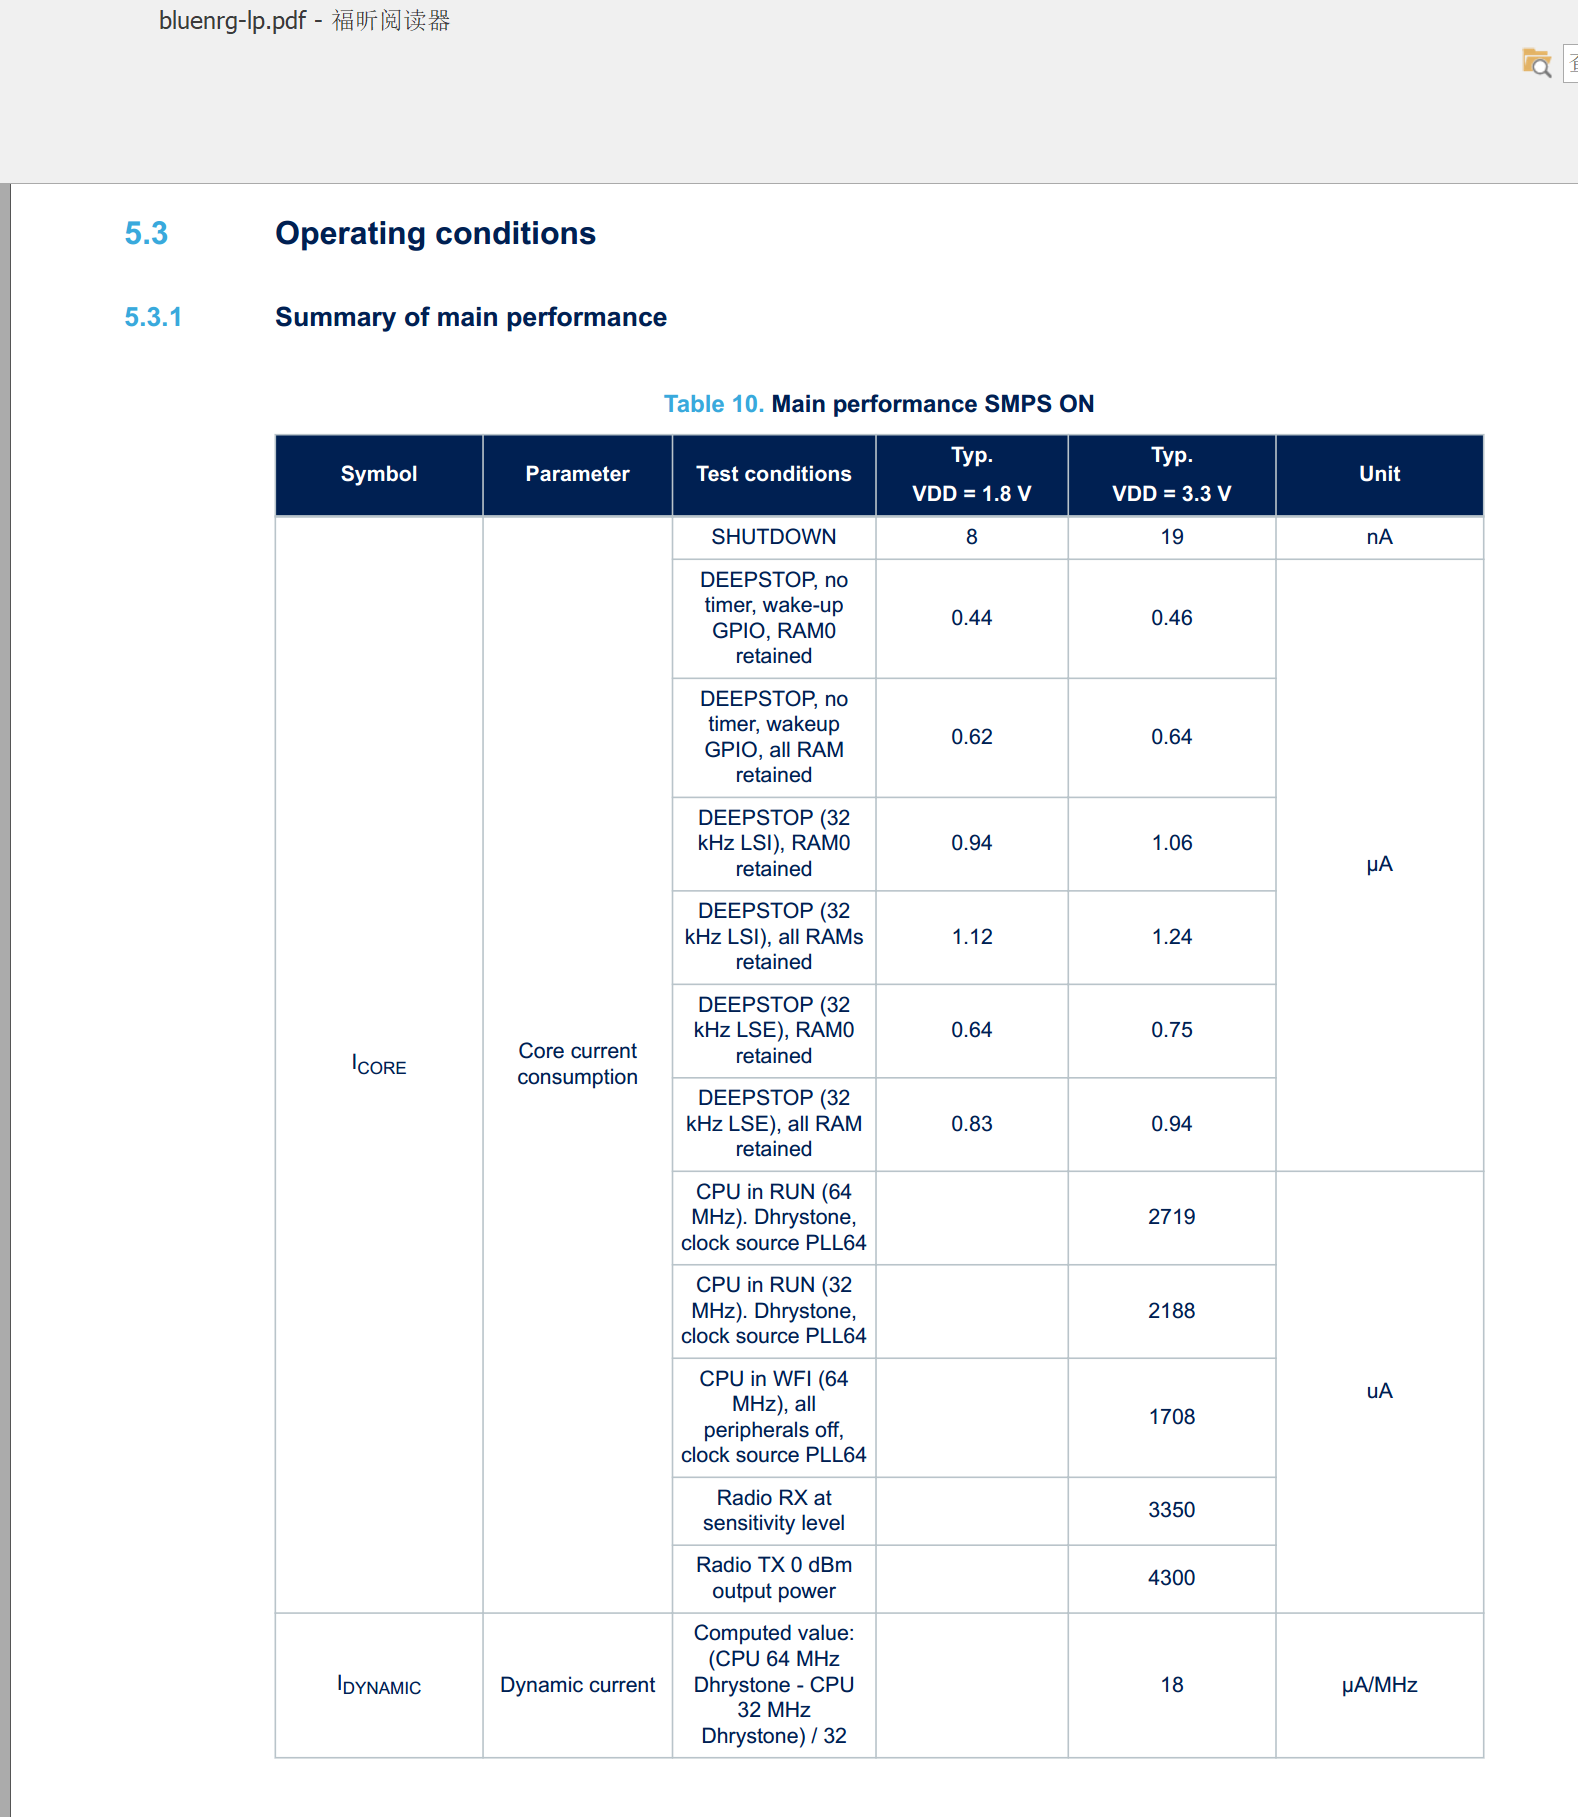 bluenrg-lp.pdf - 福昕阅读器
5.3 Operating conditions
5.3.1 Summary of main performance
Table 10. Main performance SMPS ON
Symbol
Parameter
Test conditions
Typ.
VDD = 1.8 V
Typ.
VDD = 3.3 V
Unit
ICORE
Core current
consumption
SHUTDOWN
8
19
nA
DEEPSTOP, no
timer, wake-up
GPIO, RAM0
retained
0.44
0.46
µA
DEEPSTOP, no
timer, wakeup
GPIO, all RAM
retained
0.62
0.64
DEEPSTOP (32
kHz LSI), RAM0
retained
0.94
1.06
DEEPSTOP (32
kHz LSI), all RAMs
retained
1.12
1.24
DEEPSTOP (32
kHz LSE), RAM0
retained
0.64
0.75
DEEPSTOP (32
kHz LSE), all RAM
retained
0.83
0.94
CPU in RUN (64
MHz). Dhrystone,
clock source PLL64
2719
uA
CPU in RUN (32
MHz). Dhrystone,
clock source PLL64
2188
CPU in WFI (64
MHz), all
peripherals off,
clock source PLL64
1708
Radio RX at
sensitivity level
3350
Radio TX 0 dBm
output power
4300
IDYNAMIC
Dynamic current
Computed value:
(CPU 64 MHz
Dhrystone - CPU
32 MHz
Dhrystone) / 32
18
µA/MHz